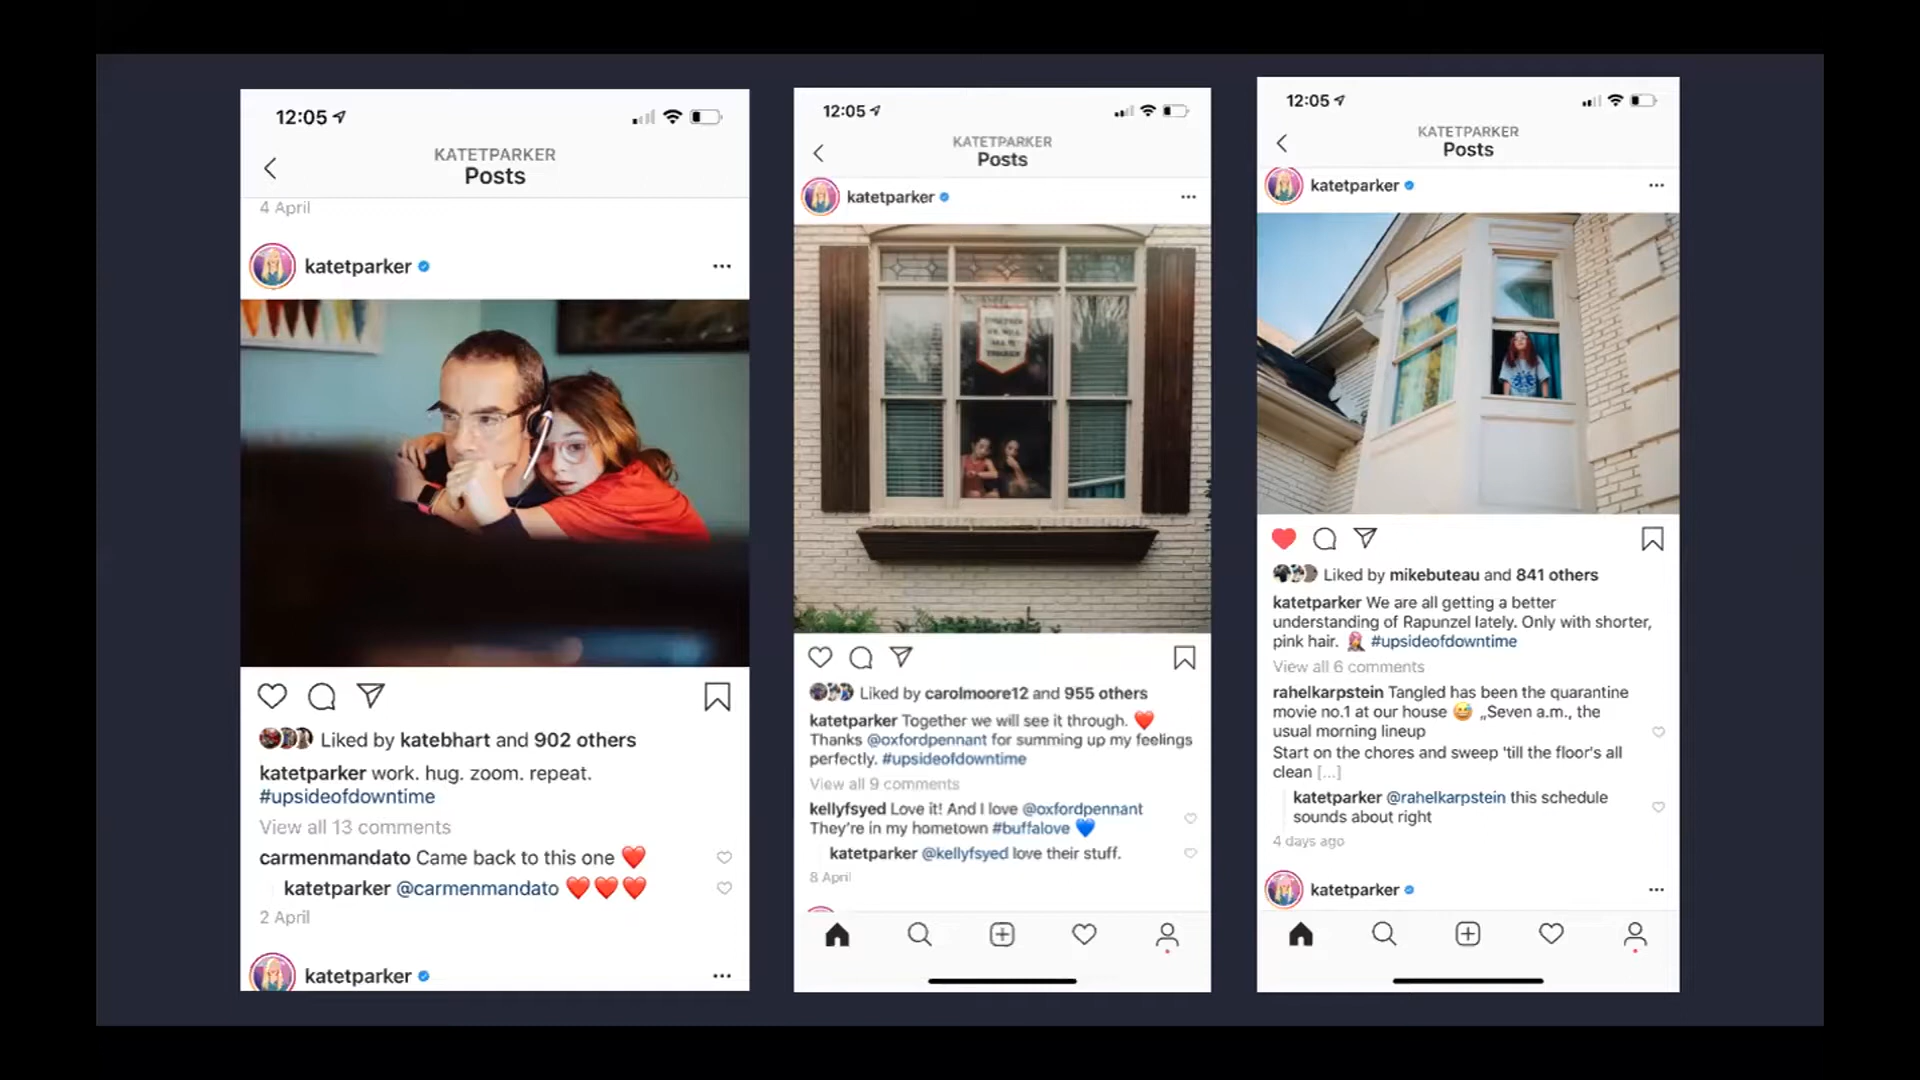 12:05
KATETPARKER
Posts
4 April
katetparker
Liked by katebhart and 902 others
katetparker work. hug. zoom. repeat.
#upsideofdowntime
View all 13 comments
carmenmandato Came back to this one ❤️
katetparker @carmenmandato ❤️❤️❤️
2 April
katetparker
12:05
KATETPARKER
Posts
katetparker
TOGETHER
WE WILL
SEE IT
THROUGH
Liked by carolmoore12 and 955 others
katetparker Together we will see it through. ❤️
Thanks @oxfordpennant for summing up my feelings
perfectly. #upsideofdowntime
View all 9 comments
kellyfsyed Love it! And I love @oxfordpennant
They're in my hometown #buffalove 💙
katetparker @kellyfsyed love their stuff.
8 April
12:05
KATETPARKER
Posts
katetparker
Liked by mikebuteau and 841 others
katetparker We are all getting a better
understanding of Rapunzel lately. Only with shorter,
pink hair. #upsideofdowntime
View all 6 comments
rahelkarpstein Tangled has been the quarantine
movie no.1 at our house 😅 „Seven a.m., the
usual morning lineup
Start on the chores and sweep 'till the floor's all
clean [...]
katetparker @rahelkarpstein this schedule
sounds about right
4 days ago
katetparker